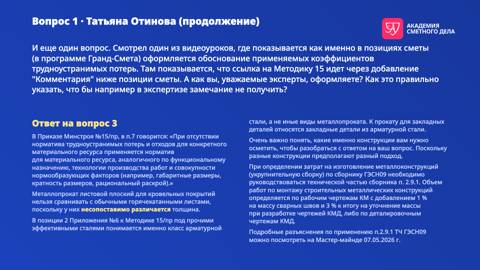 Вопрос 1 · Татьяна Отинова (продолжение)
АКАДЕМИЯ
СМЕТНОГО ДЕЛА
И еще один вопрос. Смотрел один из видеоуроков, где показывается как именно в позициях сметы
(в программе Гранд-Смета) оформляется обоснование применяемых коэффициентов
трудноустранимых потерь. Там показывается, что ссылка на Методику 15 идет через добавление
"Комментария" ниже позиции сметы. А как вы, уважаемые эксперты, оформляете? Как это правильно
указать, что бы например в экспертизе замечание не получить?
Ответ на вопрос 3
В Приказе Минстроя №15/пр, в п.7 говорится: «При отсутствии
норматива трудноустранимых потерь и отходов для конкретного
материального ресурса применяется норматив
для материального ресурса, аналогичного по функциональному
назначению, технологии производства работ и совокупности
нормообразующих факторов (например, габаритные размеры,
кратность размеров, рациональный раскрой).»
Металлопрокат листовой плоский для кровельных покрытий
нельзя сравнивать с обычными горячекатанными листами,
поскольку у них несопоставимо различается толщина.
В позиции 2 Приложения №6 к Методике 15/пр под прочими
эффективными сталями понимается именно класс арматурной
стали, а не иные виды металлопроката. К прокату для закладных
деталей относятся закладные детали из арматурной стали.
Очень важно понять, какие именно конструкции вам нужно
осметить, чтобы разобраться с ответом на ваш вопрос. Поскольку
разные конструкции предполагают разный подход.
При определении затрат на изготовление металлоконструкций
(укрупнительную сборку) по сборнику ГЭСН09 необходимо
руководствоваться технической частью сборника п. 2.9.1. Объем
работ по монтажу строительных металлических конструкций
определяется по рабочим чертежам КМ с добавлением 1 %
на массу сварных швов и 3 % к итогу на уточнение массы
при разработке чертежей КМД, либо по деталировочным
чертежам КМД.
Подробные разъяснения по применению п.2.9.1 ТЧ ГЭСН09
можно посмотреть на Мастер-майнде 07.05.2026 г.